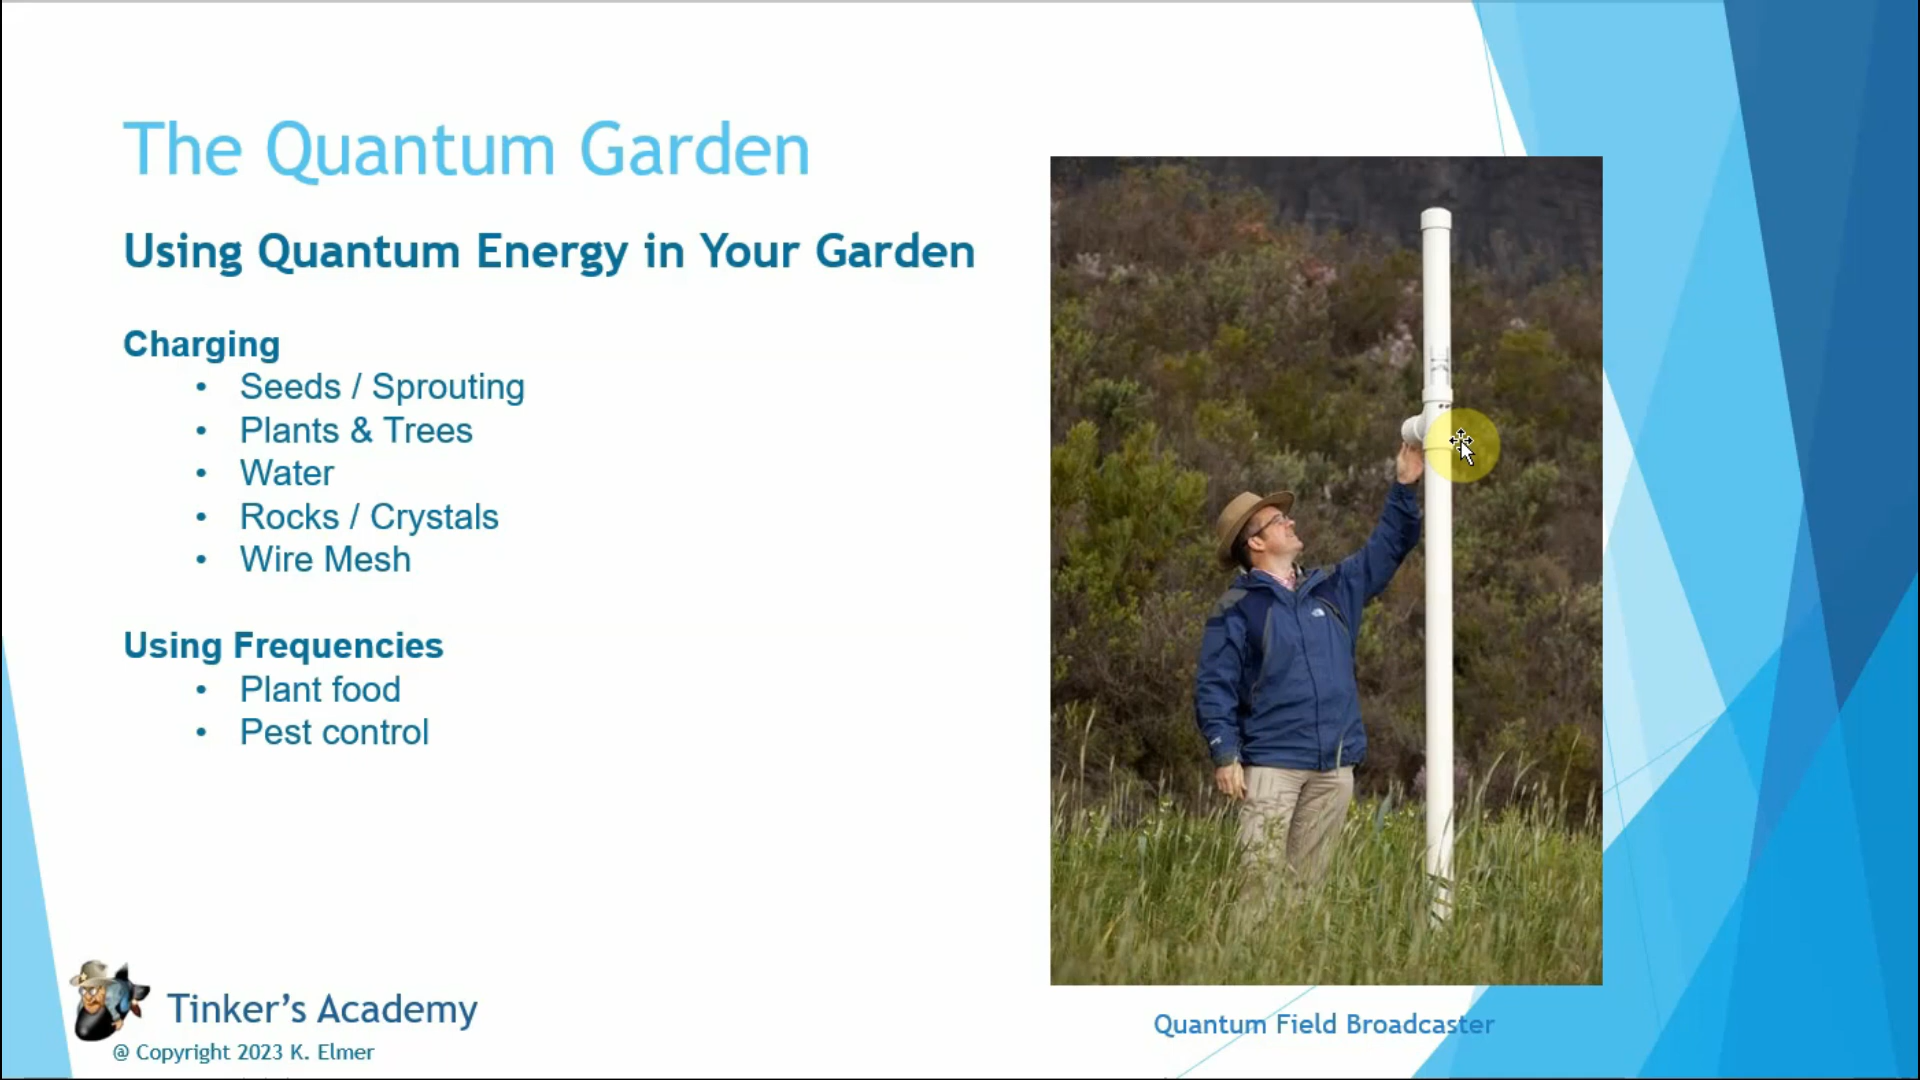 The Quantum Garden
Using Quantum Energy in Your Garden
Charging
• Seeds / Sprouting
• Plants & Trees
• Water
• Rocks / Crystals
• Wire Mesh
Using Frequencies
• Plant food
• Pest control
Tinker's Academy
@ Copyright 2023 K. Elmer
Quantum Field Broadcaster